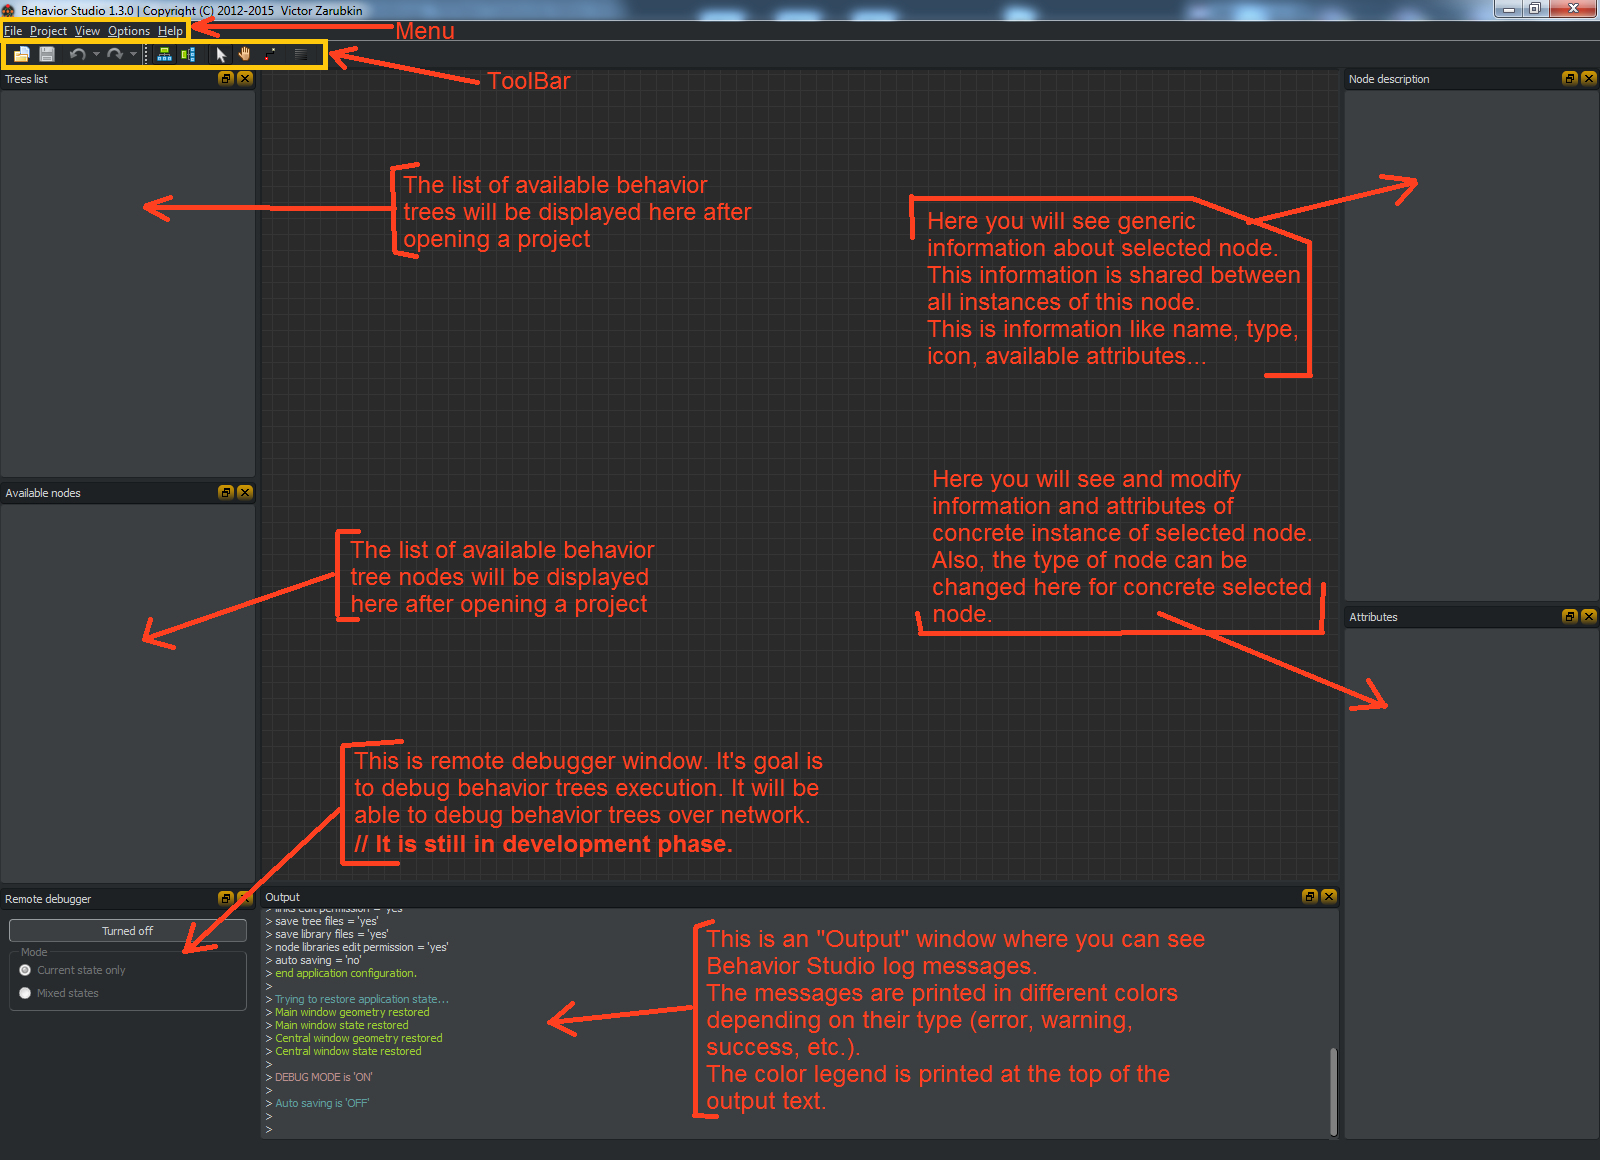 Behavior Studio 1.3.0 | Copyright (C) 2012-2015 Victor Zarubkin
File Project View Options Help
Menu
ToolBar
Trees list
Node description
The list of available behavior
trees will be displayed here after
opening a project
Here you will see generic
information about selected node.
This information is shared between
all instances of this node.
This is information like name, type,
icon, available attributes...
Available nodes
The list of available behavior
tree nodes will be displayed
here after opening a project
Here you will see and modify
information and attributes of
concrete instance of selected node.
Also, the type of node can be
changed here for concrete selected
node.
Attributes
This is remote debugger window. It's goal is
to debug behavior trees execution. It will be
able to debug behavior trees over network.
// It is still in development phase.
Remote debugger
Turned off
Mode
Current state only
Mixed states
Output
> links edit permission = 'yes'
> save tree files = 'yes'
> save library files = 'yes'
> node libraries edit permission = 'yes'
> auto saving = 'no'
> end application configuration.
>
> Trying to restore application state...
> Main window geometry restored
> Main window state restored
> Central window geometry restored
> Central window state restored
>
> DEBUG MODE is 'ON'
>
> Auto saving is 'OFF'
>
>
This is an "Output" window where you can see
Behavior Studio log messages.
The messages are printed in different colors
depending on their type (error, warning,
success, etc.).
The color legend is printed at the top of the
output text.